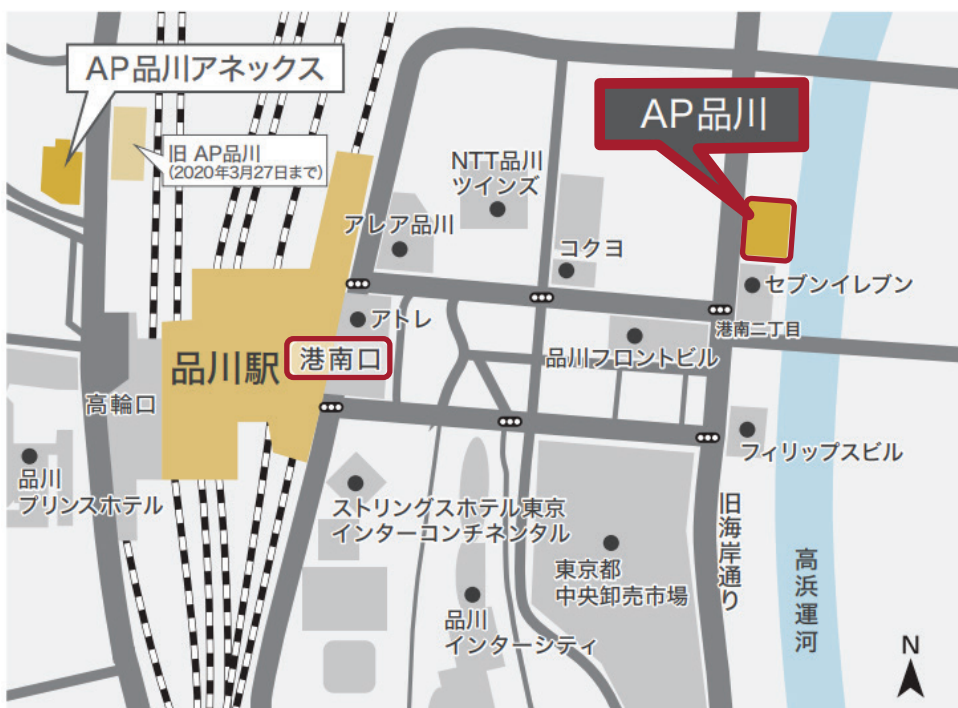 AP品川アネックス
AP品川
旧 AP品川
(2020年3月27日まで)
NTT品川
ツインズ
アレア品川
コクヨ
セブンイレブン
港南二丁目
アトレ
品川駅
港南口
品川フロントビル
高輪口
フィリップスビル
品川
プリンスホテル
ストリングスホテル東京
インターコンチネンタル
旧海岸通り
東京都
中央卸売市場
高浜運河
品川
インターシティ
N